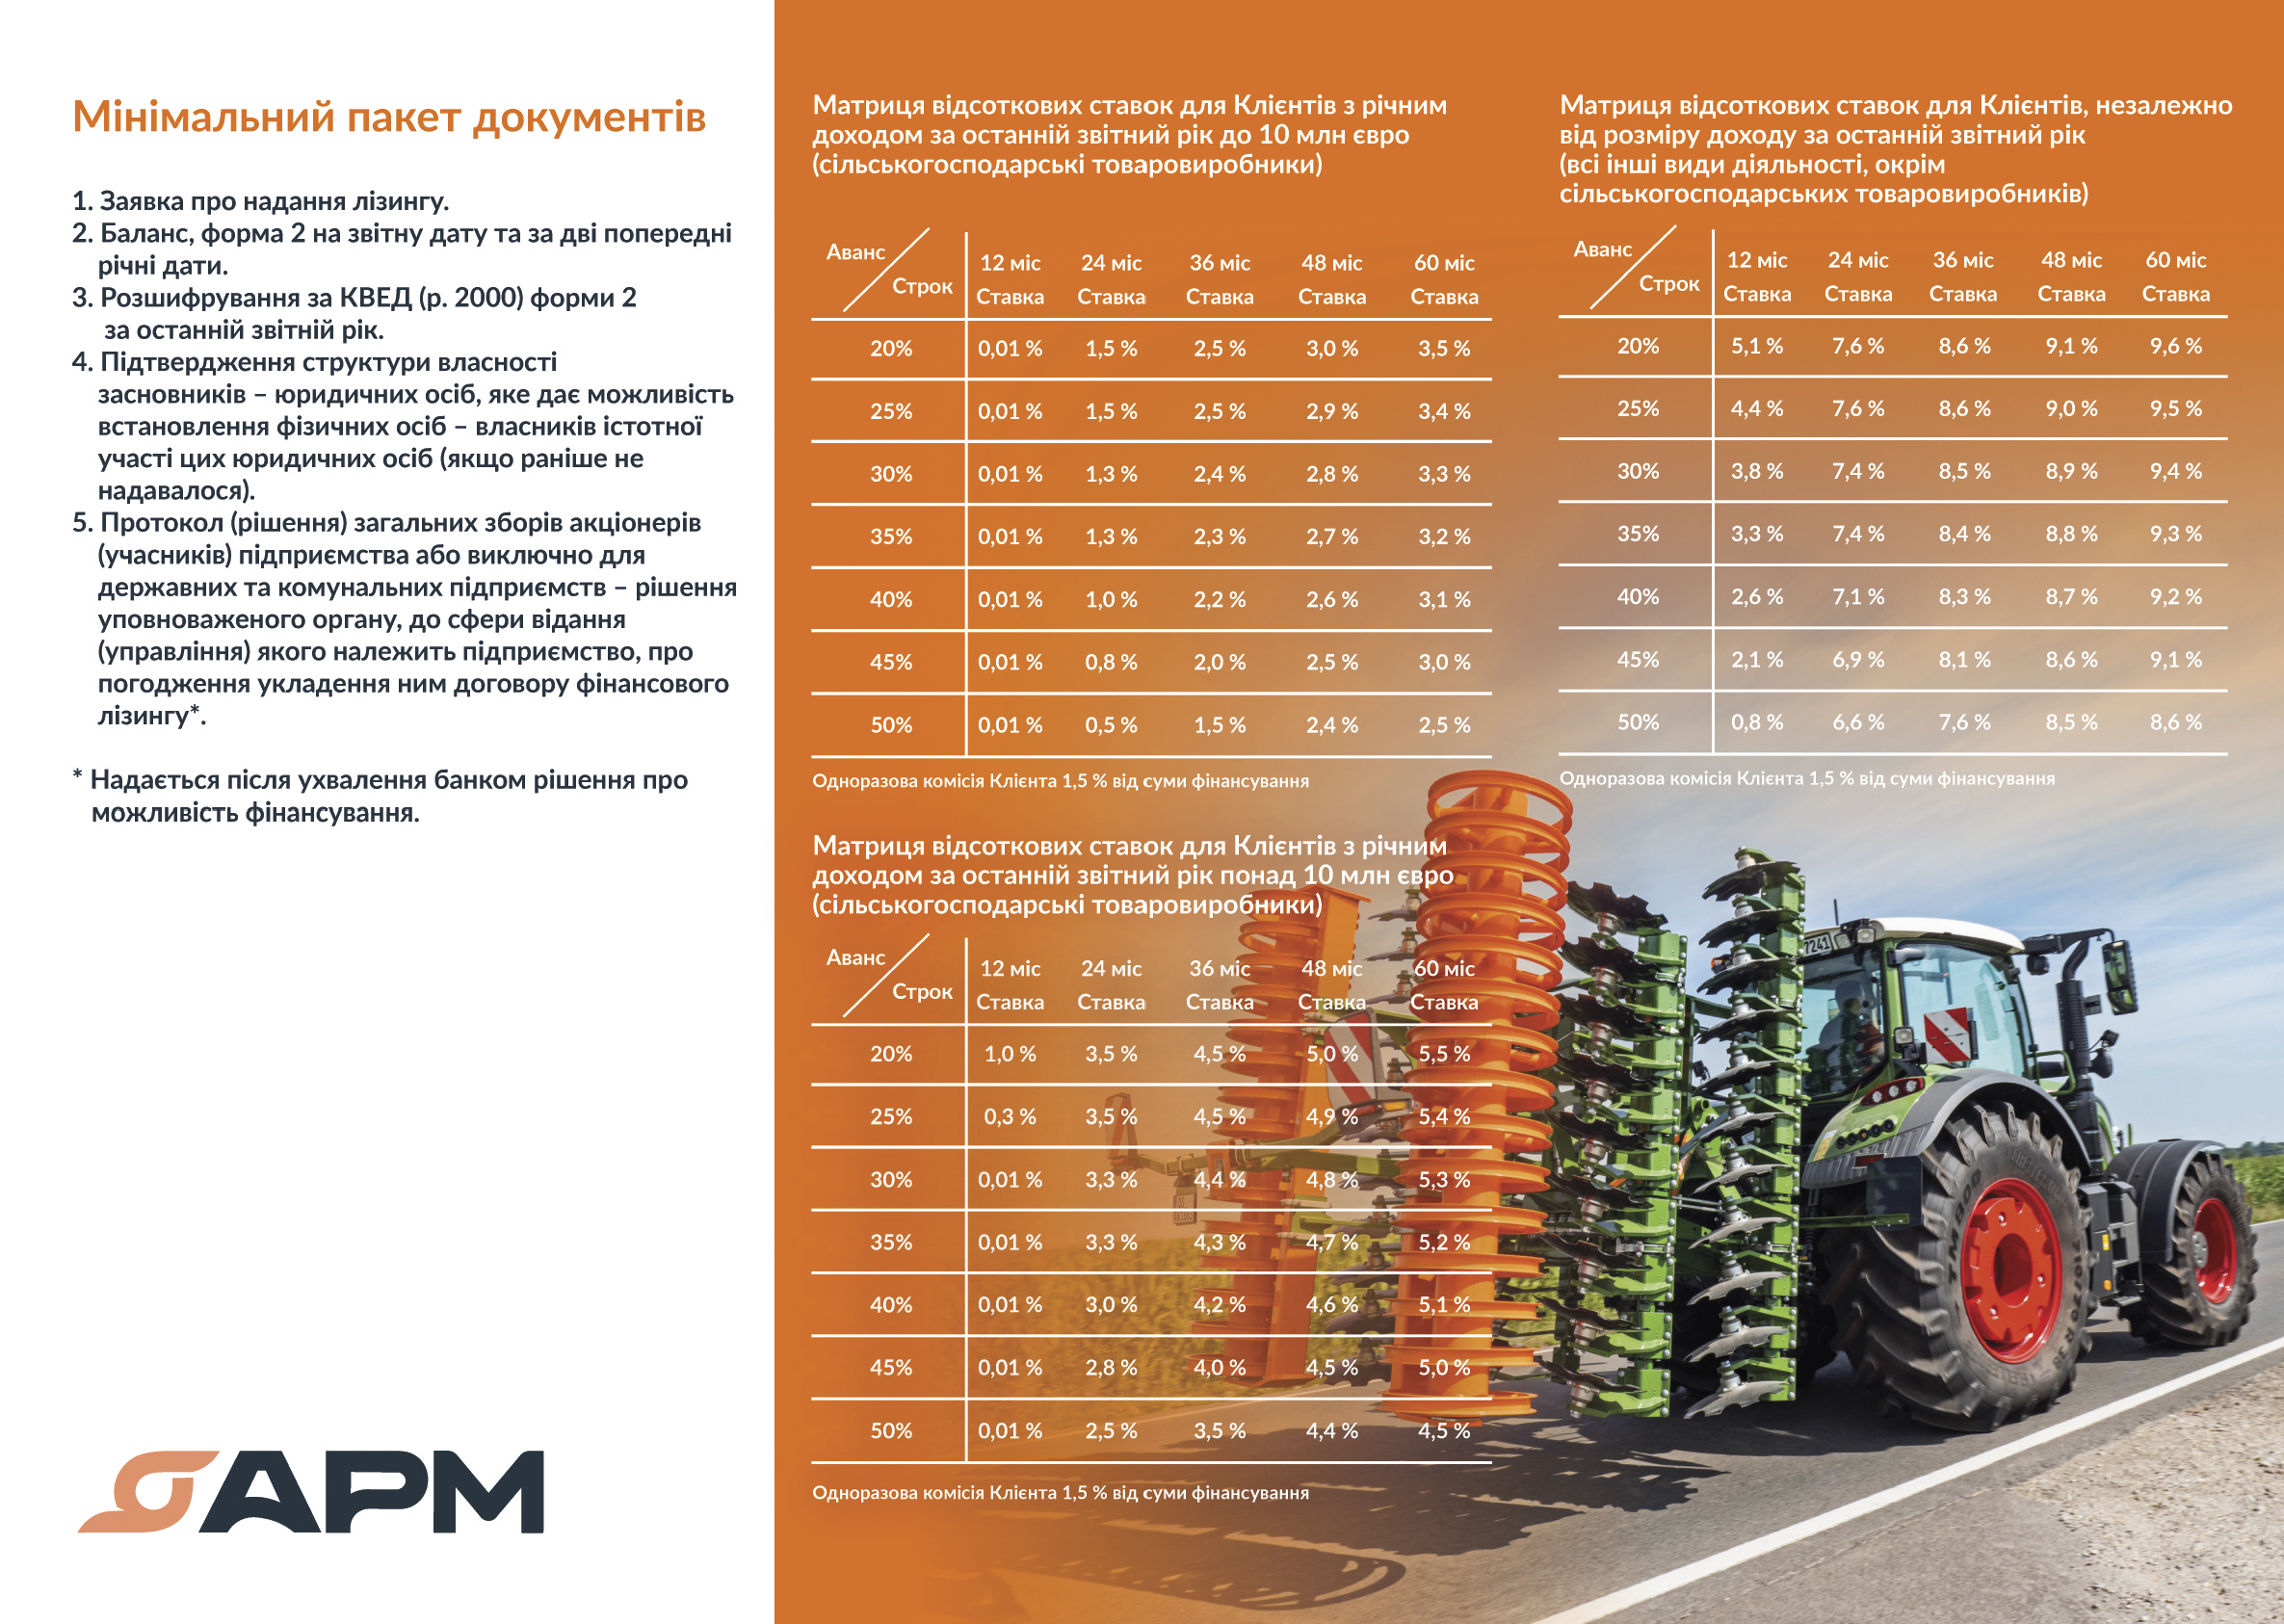 Мінімальний пакет документів
1. Заявка про надання лізингу.
2. Баланс, форма 2 на звітну дату та за дві попередні
річні дати.
3. Розшифрування за КВЕД (р. 2000) форми 2
за останній звітній рік.
4. Підтвердження структури власності
засновників – юридичних осіб, яке дає можливість
встановлення фізичних осіб – власників істотної
участі цих юридичних осіб (якщо раніше не
надавалося).
5. Протокол (рішення) загальних зборів акціонерів
(учасників) підприємства або виключно для
державних та комунальних підприємств – рішення
уповноваженого органу, до сфери відання
(управління) якого належить підприємство, про
погодження укладення ним договору фінансового
лізингу*.
* Надається після ухвалення банком рішення про
можливість фінансування.
АРМ
Матриця відсоткових ставок для Клієнтів з річним
доходом за останній звітний рік до 10 млн євро
(сільськогосподарські товаровиробники)
Аванс Строк 12 міс 24 міс 36 міс 48 міс 60 міс
Ставка Ставка Ставка Ставка Ставка
20% 0,01 % 1,5 % 2,5 % 3,0 % 3,5 %
25% 0,01 % 1,5 % 2,5 % 2,9 % 3,4 %
30% 0,01 % 1,3 % 2,4 % 2,8 % 3,3 %
35% 0,01 % 1,3 % 2,3 % 2,7 % 3,2 %
40% 0,01 % 1,0 % 2,2 % 2,6 % 3,1 %
45% 0,01 % 0,8 % 2,0 % 2,5 % 3,0 %
50% 0,01 % 0,5 % 1,5 % 2,4 % 2,5 %
Одноразова комісія Клієнта 1,5 % від суми фінансування
Матриця відсоткових ставок для Клієнтів з річним
доходом за останній звітний рік понад 10 млн євро
(сільськогосподарські товаровиробники)
Аванс Строк 12 міс 24 міс 36 міс 48 міс 60 міс
Ставка Ставка Ставка Ставка Ставка
20% 1,0 % 3,5 % 4,5 % 5,0 % 5,5 %
25% 0,3 % 3,5 % 4,5 % 4,9 % 5,4 %
30% 0,01 % 3,3 % 4,4 % 4,8 % 5,3 %
35% 0,01 % 3,3 % 4,3 % 4,7 % 5,2 %
40% 0,01 % 3,0 % 4,2 % 4,6 % 5,1 %
45% 0,01 % 2,8 % 4,0 % 4,5 % 5,0 %
50% 0,01 % 2,5 % 3,5 % 4,4 % 4,5 %
Одноразова комісія Клієнта 1,5 % від суми фінансування
Матриця відсоткових ставок для Клієнтів, незалежно
від розміру доходу за останній звітний рік
(всі інші види діяльності, окрім
сільськогосподарських товаровиробників)
Аванс Строк 12 міс 24 міс 36 міс 48 міс 60 міс
Ставка Ставка Ставка Ставка Ставка
20% 5,1 % 7,6 % 8,6 % 9,1 % 9,6 %
25% 4,4 % 7,6 % 8,6 % 9,0 % 9,5 %
30% 3,8 % 7,4 % 8,5 % 8,9 % 9,4 %
35% 3,3 % 7,4 % 8,4 % 8,8 % 9,3 %
40% 2,6 % 7,1 % 8,3 % 8,7 % 9,2 %
45% 2,1 % 6,9 % 8,1 % 8,6 % 9,1 %
50% 0,8 % 6,6 % 7,6 % 8,5 % 8,6 %
Одноразова комісія Клієнта 1,5 % від суми фінансування
7241